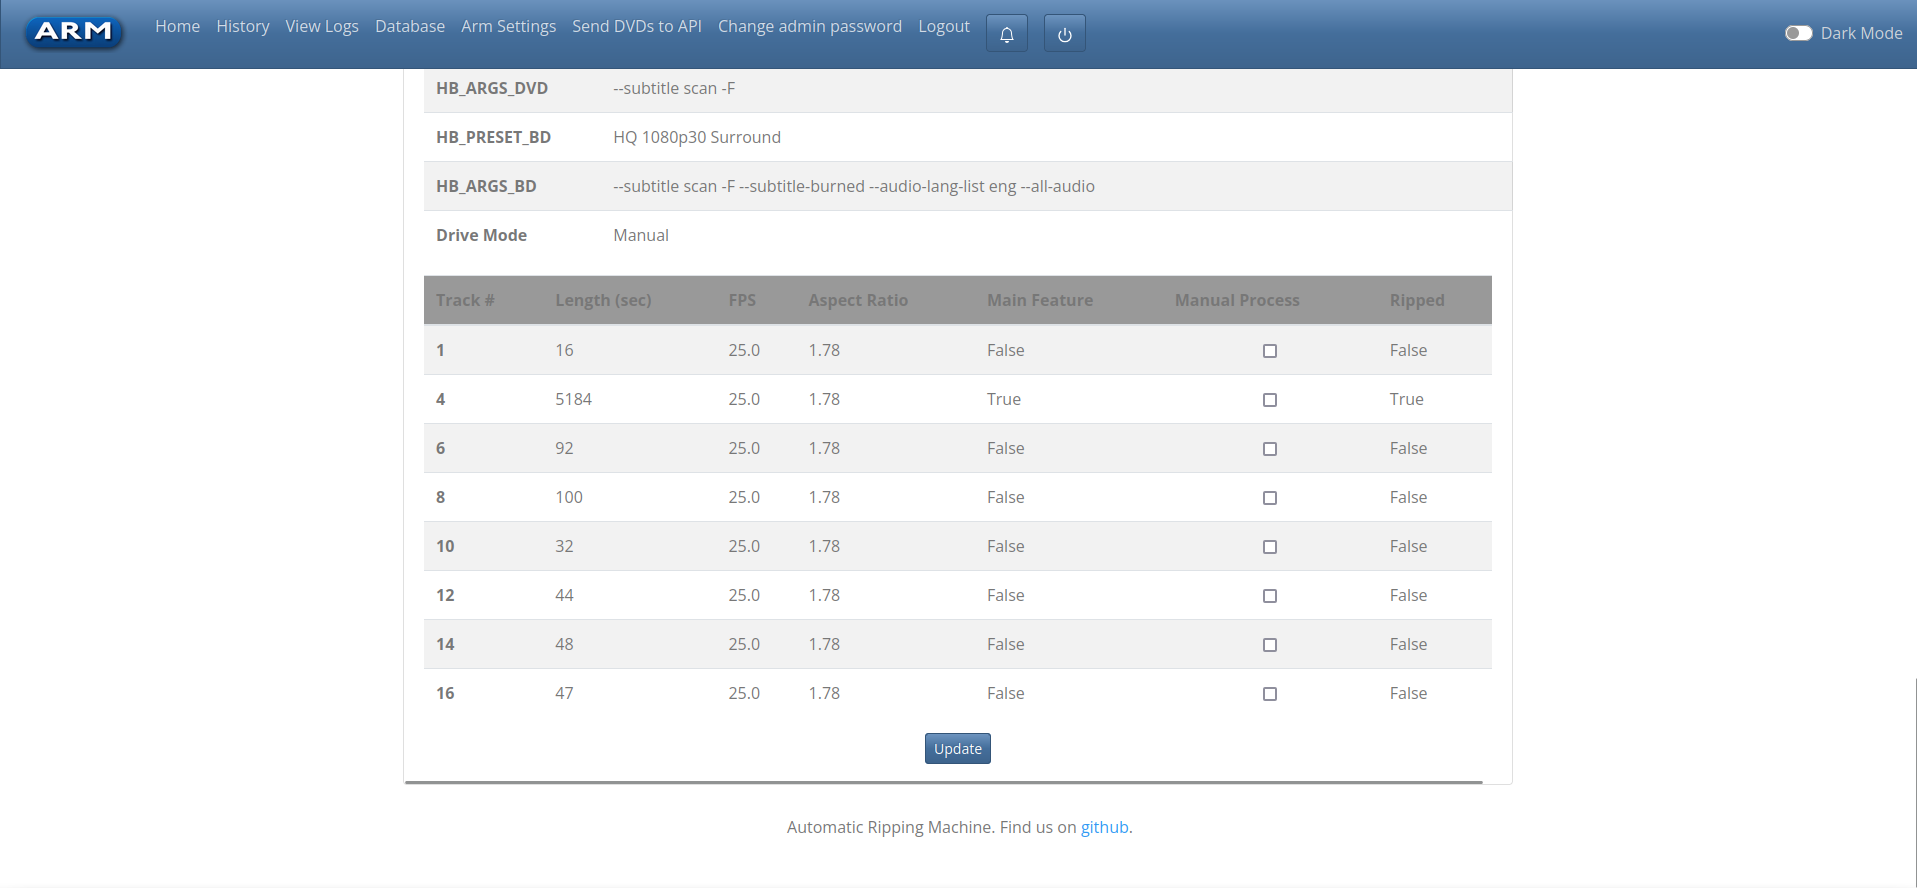 ARM Home History View Logs Database Arm Settings Send DVDs to API Change admin password Logout Dark Mode
HB_ARGS_DVD --subtitle scan -F
HB_PRESET_BD HQ 1080p30 Surround
HB_ARGS_BD --subtitle scan -F --subtitle-burned --audio-lang-list eng --all-audio
Drive Mode Manual
Track # Length (sec) FPS Aspect Ratio Main Feature Manual Process Ripped
1 16 25.0 1.78 False False
4 5184 25.0 1.78 True True
6 92 25.0 1.78 False False
8 100 25.0 1.78 False False
10 32 25.0 1.78 False False
12 44 25.0 1.78 False False
14 48 25.0 1.78 False False
16 47 25.0 1.78 False False
Update
Automatic Ripping Machine. Find us on github.